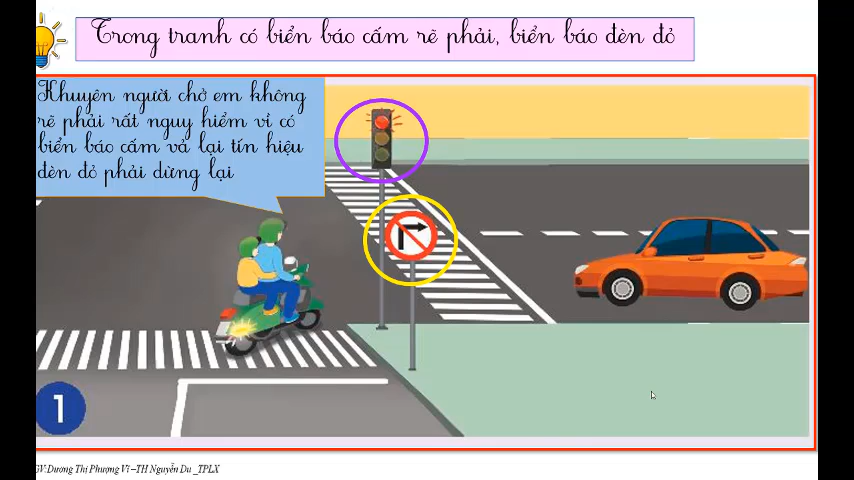 Trong tranh có biển báo cấm rẽ phải, biển báo đèn đỏ
Khuyên người chở em không
rẽ phải rất nguy hiểm vì có
biển báo cấm vả lại tín hiệu
đèn đỏ phải dừng lại
1
GV:Dương Thị Phượng Vĩ –TH Nguyễn Du _TPLX